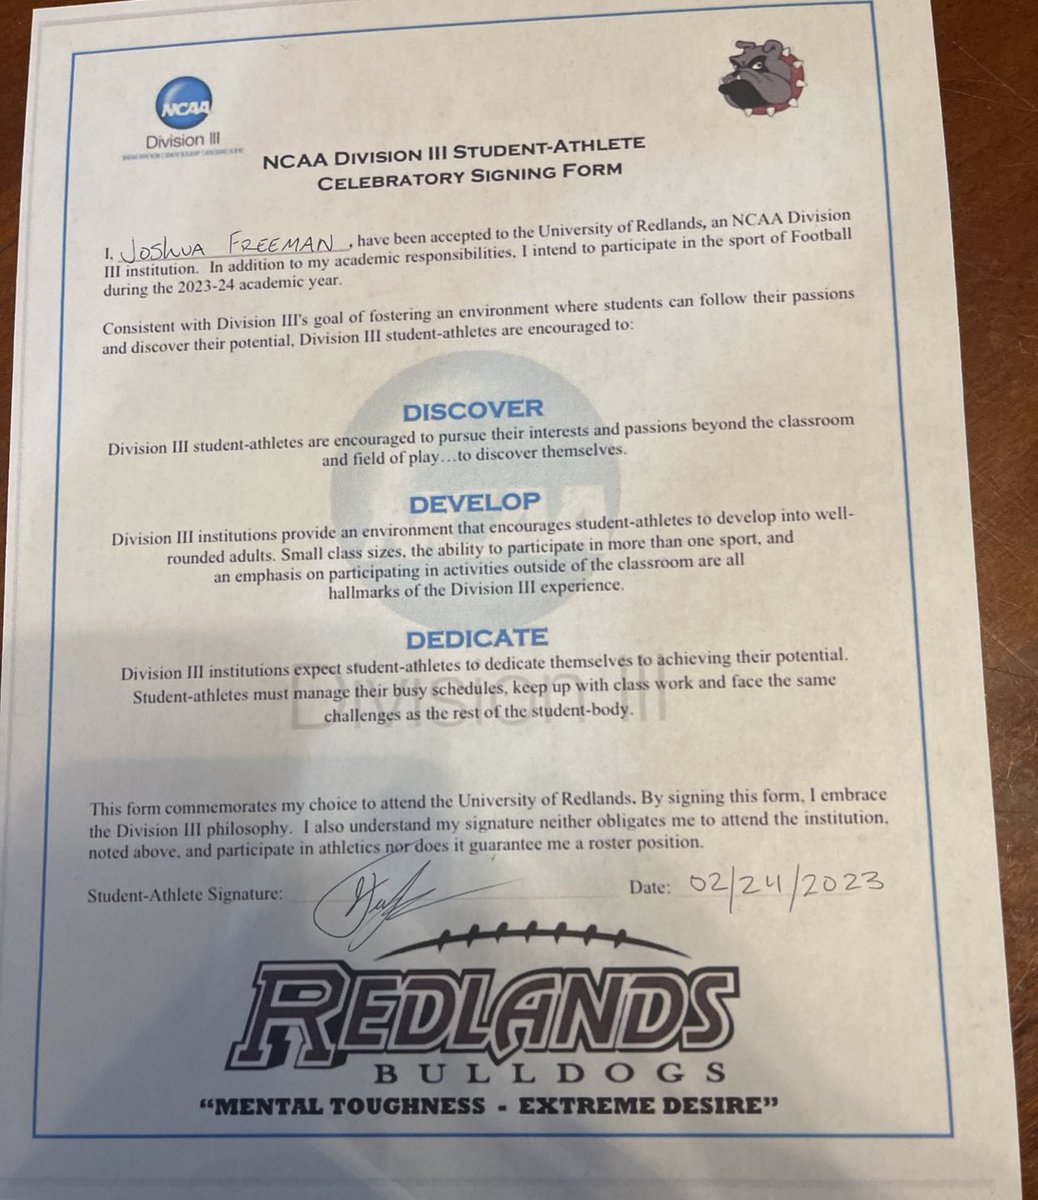 NCAA
Division III
DISCOVER | DEVELOP | DEDICATE
NCAA DIVISION III STUDENT-ATHLETE
CELEBRATORY SIGNING FORM
I, JOSHUA FREEMAN, have been accepted to the University of Redlands, an NCAA Division
III institution. In addition to my academic responsibilities, I intend to participate in the sport of Football
during the 2023-24 academic year.
Consistent with Division III's goal of fostering an environment where students can follow their passions
and discover their potential, Division III student-athletes are encouraged to:
DISCOVER
Division III student-athletes are encouraged to pursue their interests and passions beyond the classroom
and field of play…to discover themselves.
DEVELOP
Division III institutions provide an environment that encourages student-athletes to develop into well-
rounded adults. Small class sizes, the ability to participate in more than one sport, and
an emphasis on participating in activities outside of the classroom are all
hallmarks of the Division III experience.
DEDICATE
Division III institutions expect student-athletes to dedicate themselves to achieving their potential.
Student-athletes must manage their busy schedules, keep up with class work and face the same
challenges as the rest of the student-body.
Division III
This form commemorates my choice to attend the University of Redlands. By signing this form, I embrace
the Division III philosophy. I also understand my signature neither obligates me to attend the institution,
noted above, and participate in athletics nor does it guarantee me a roster position.
Student-Athlete Signature: Date: 02/24/2023
REDLANDS
BULLDOGS
“MENTAL TOUGHNESS - EXTREME DESIRE”